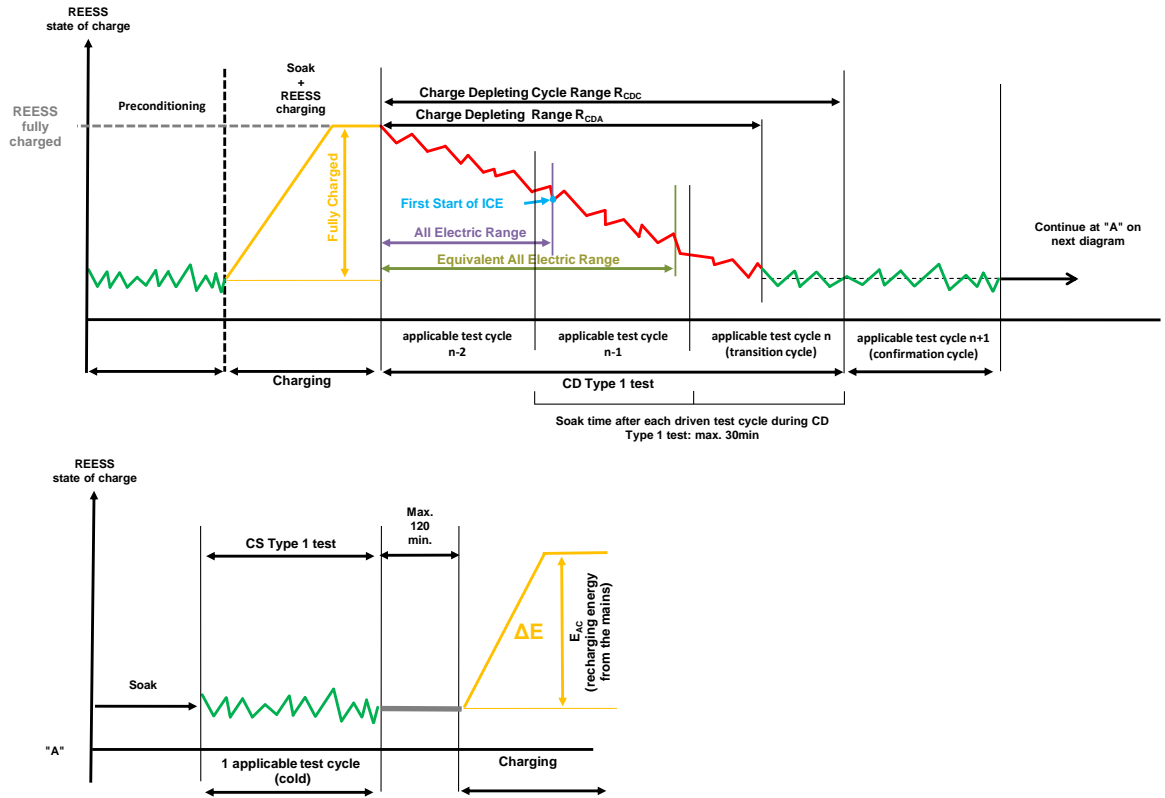 REESS
state of charge
Preconditioning
Soak
+
REESS
charging
Charge Depleting Cycle Range RCDC
Charge Depleting Range RCDA
REESS
fully
charged
Fully Charged
First Start of ICE
All Electric Range
Equivalent All Electric Range
Continue at "A" on
next diagram
applicable test cycle
n-2
applicable test cycle
n-1
applicable test cycle n
(transition cycle)
applicable test cycle n+1
(confirmation cycle)
Charging
CD Type 1 test
Soak time after each driven test cycle during CD
Type 1 test: max. 30min
REESS
state of charge
CS Type 1 test
Max.
120
min.
ΔE
EAC
(recharging energy
from the mains)
Soak
"A"
1 applicable test cycle
(cold)
Charging